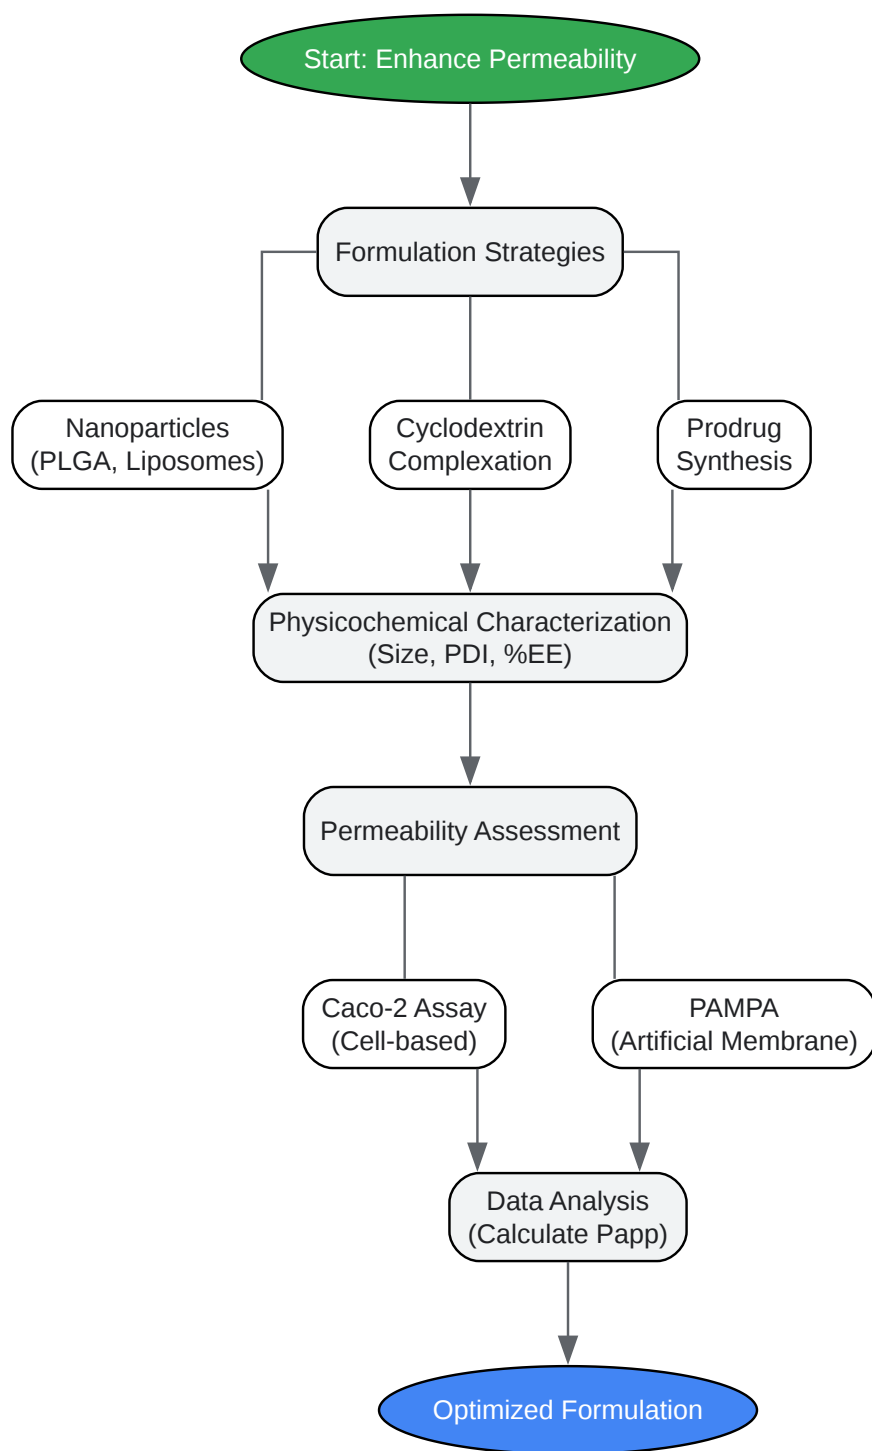 Start: Enhance Permeability
Formulation Strategies
Nanoparticles
(PLGA, Liposomes)
Cyclodextrin
Complexation
Prodrug
Synthesis
Physicochemical Characterization
(Size, PDI, %EE)
Permeability Assessment
Caco-2 Assay
(Cell-based)
PAMPA
(Artificial Membrane)
Data Analysis
(Calculate Papp)
Optimized Formulation